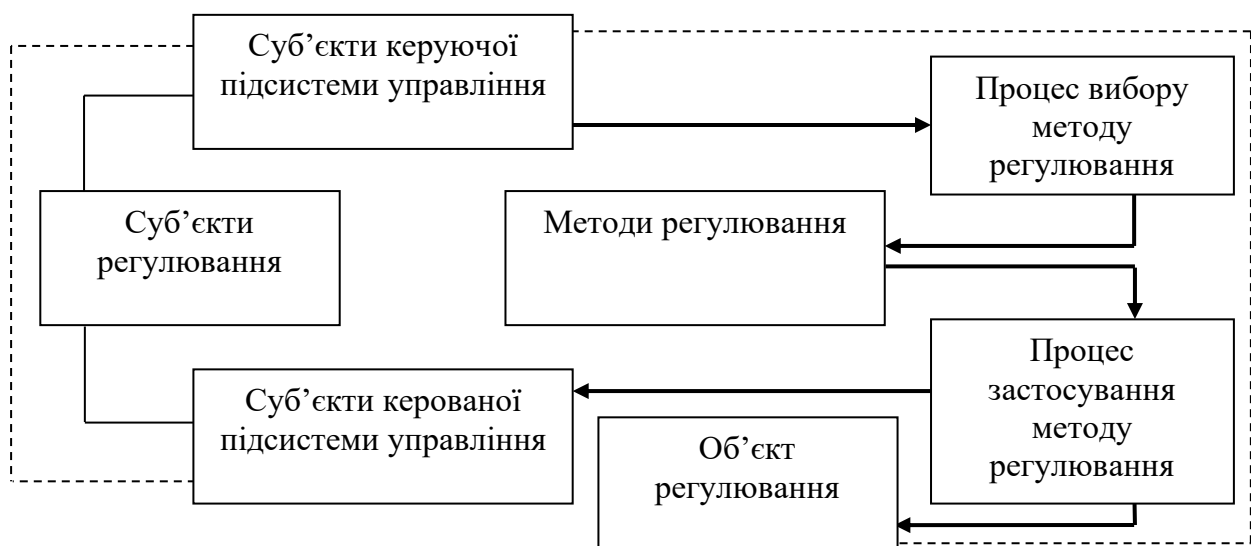 Суб’єкти керуючої
підсистеми управління
Процес вибору
методу
регулювання
Суб’єкти
регулювання
Методи регулювання
Процес
застосування
методу
регулювання
Суб’єкти керованої
підсистеми управління
Об’єкт
регулювання